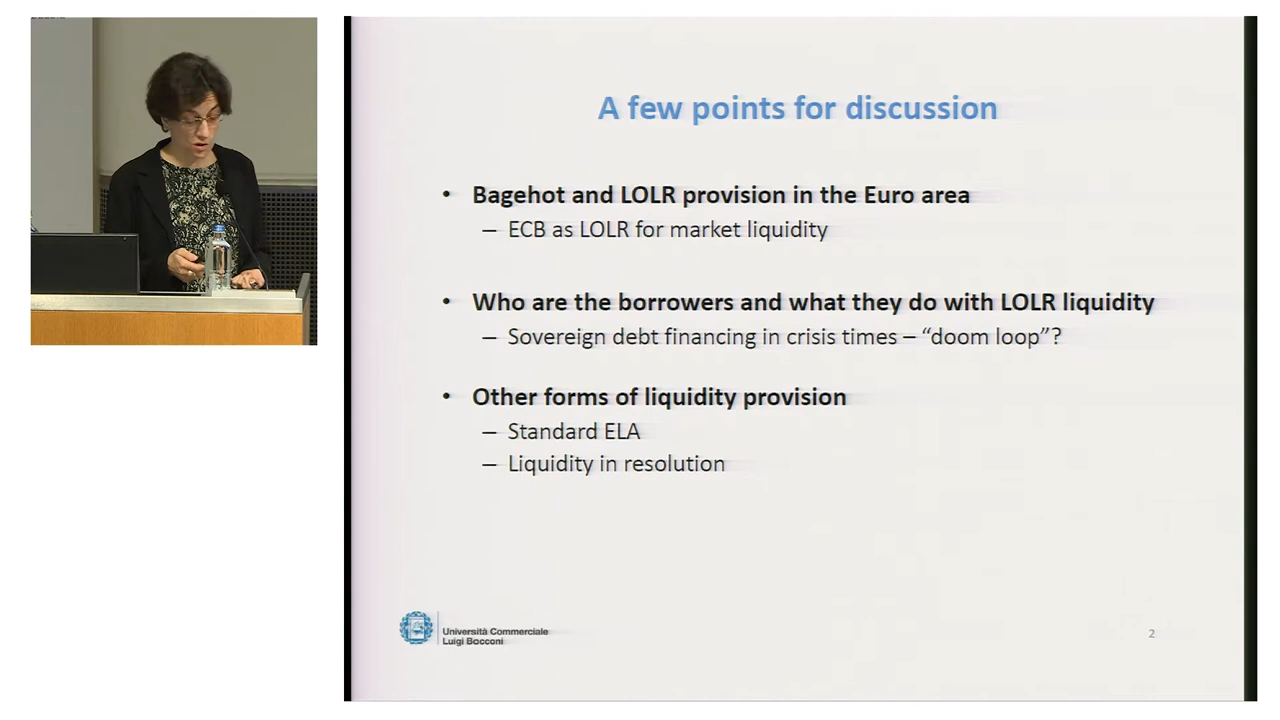 A few points for discussion
• Bagehot and LOLR provision in the Euro area
– ECB as LOLR for market liquidity
• Who are the borrowers and what they do with LOLR liquidity
– Sovereign debt financing in crisis times – “doom loop”?
• Other forms of liquidity provision
– Standard ELA
– Liquidity in resolution
Università Commerciale
Luigi Bocconi
2